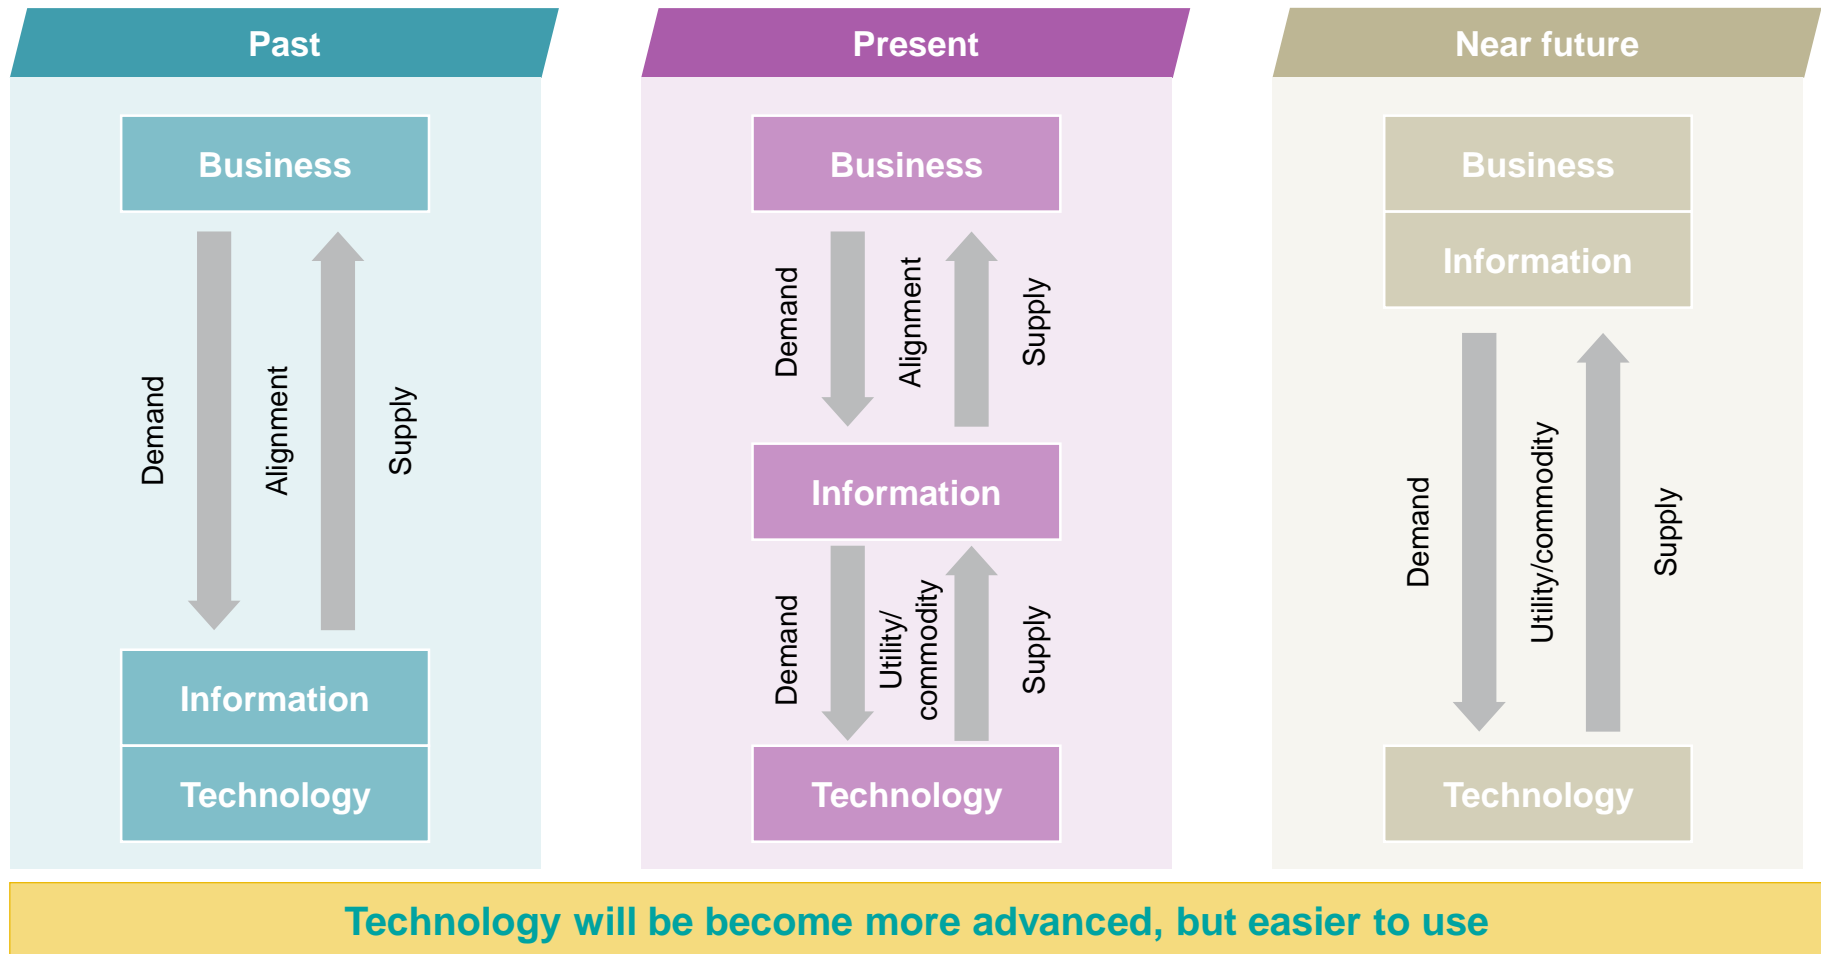 Past
Business
Demand
Alignment
Supply
Information
Technology
Present
Business
Demand
Alignment
Supply
Information
Demand
Utility/
commodity
Supply
Technology
Near future
Business
Information
Demand
Utility/commodity
Supply
Technology
Technology will be become more advanced, but easier to use